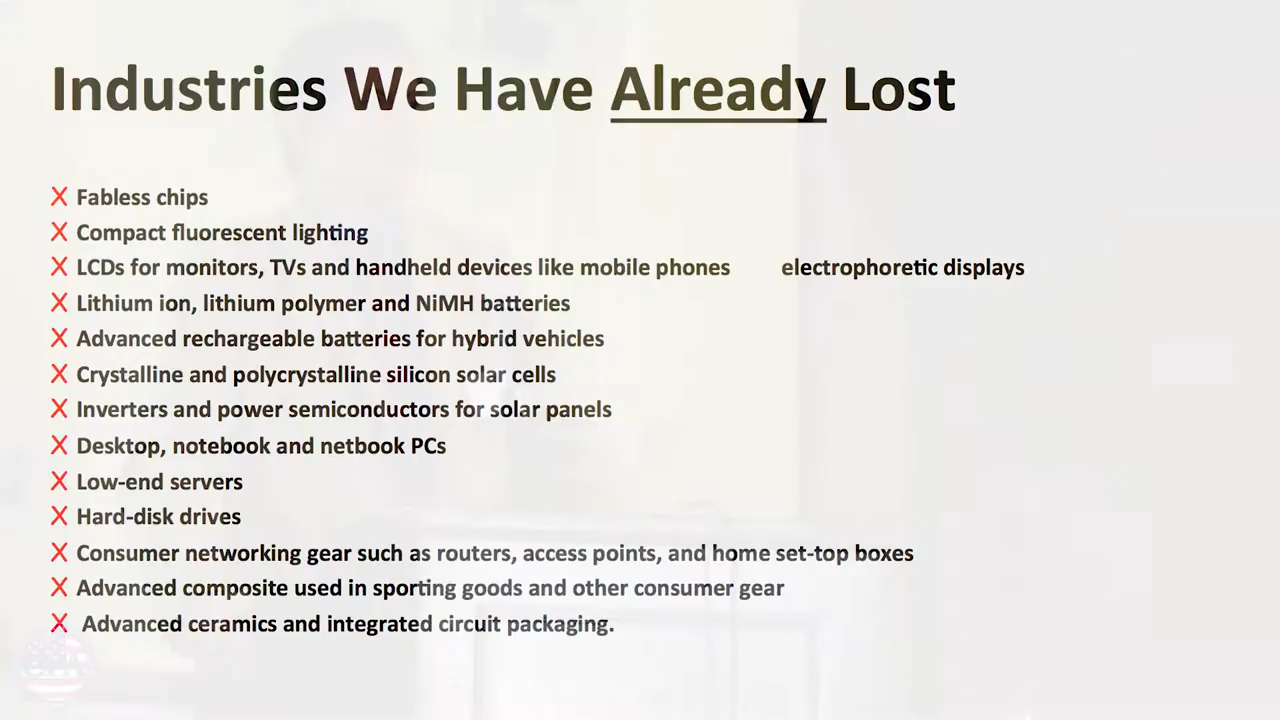 Industries We Have Already Lost
X Fabless chips
X Compact fluorescent lighting
X LCDs for monitors, TVs and handheld devices like mobile phones electrophoretic displays
X Lithium ion, lithium polymer and NiMH batteries
X Advanced rechargeable batteries for hybrid vehicles
X Crystalline and polycrystalline silicon solar cells
X Inverters and power semiconductors for solar panels
X Desktop, notebook and netbook PCs
X Low-end servers
X Hard-disk drives
X Consumer networking gear such as routers, access points, and home set-top boxes
X Advanced composite used in sporting goods and other consumer gear
X Advanced ceramics and integrated circuit packaging.